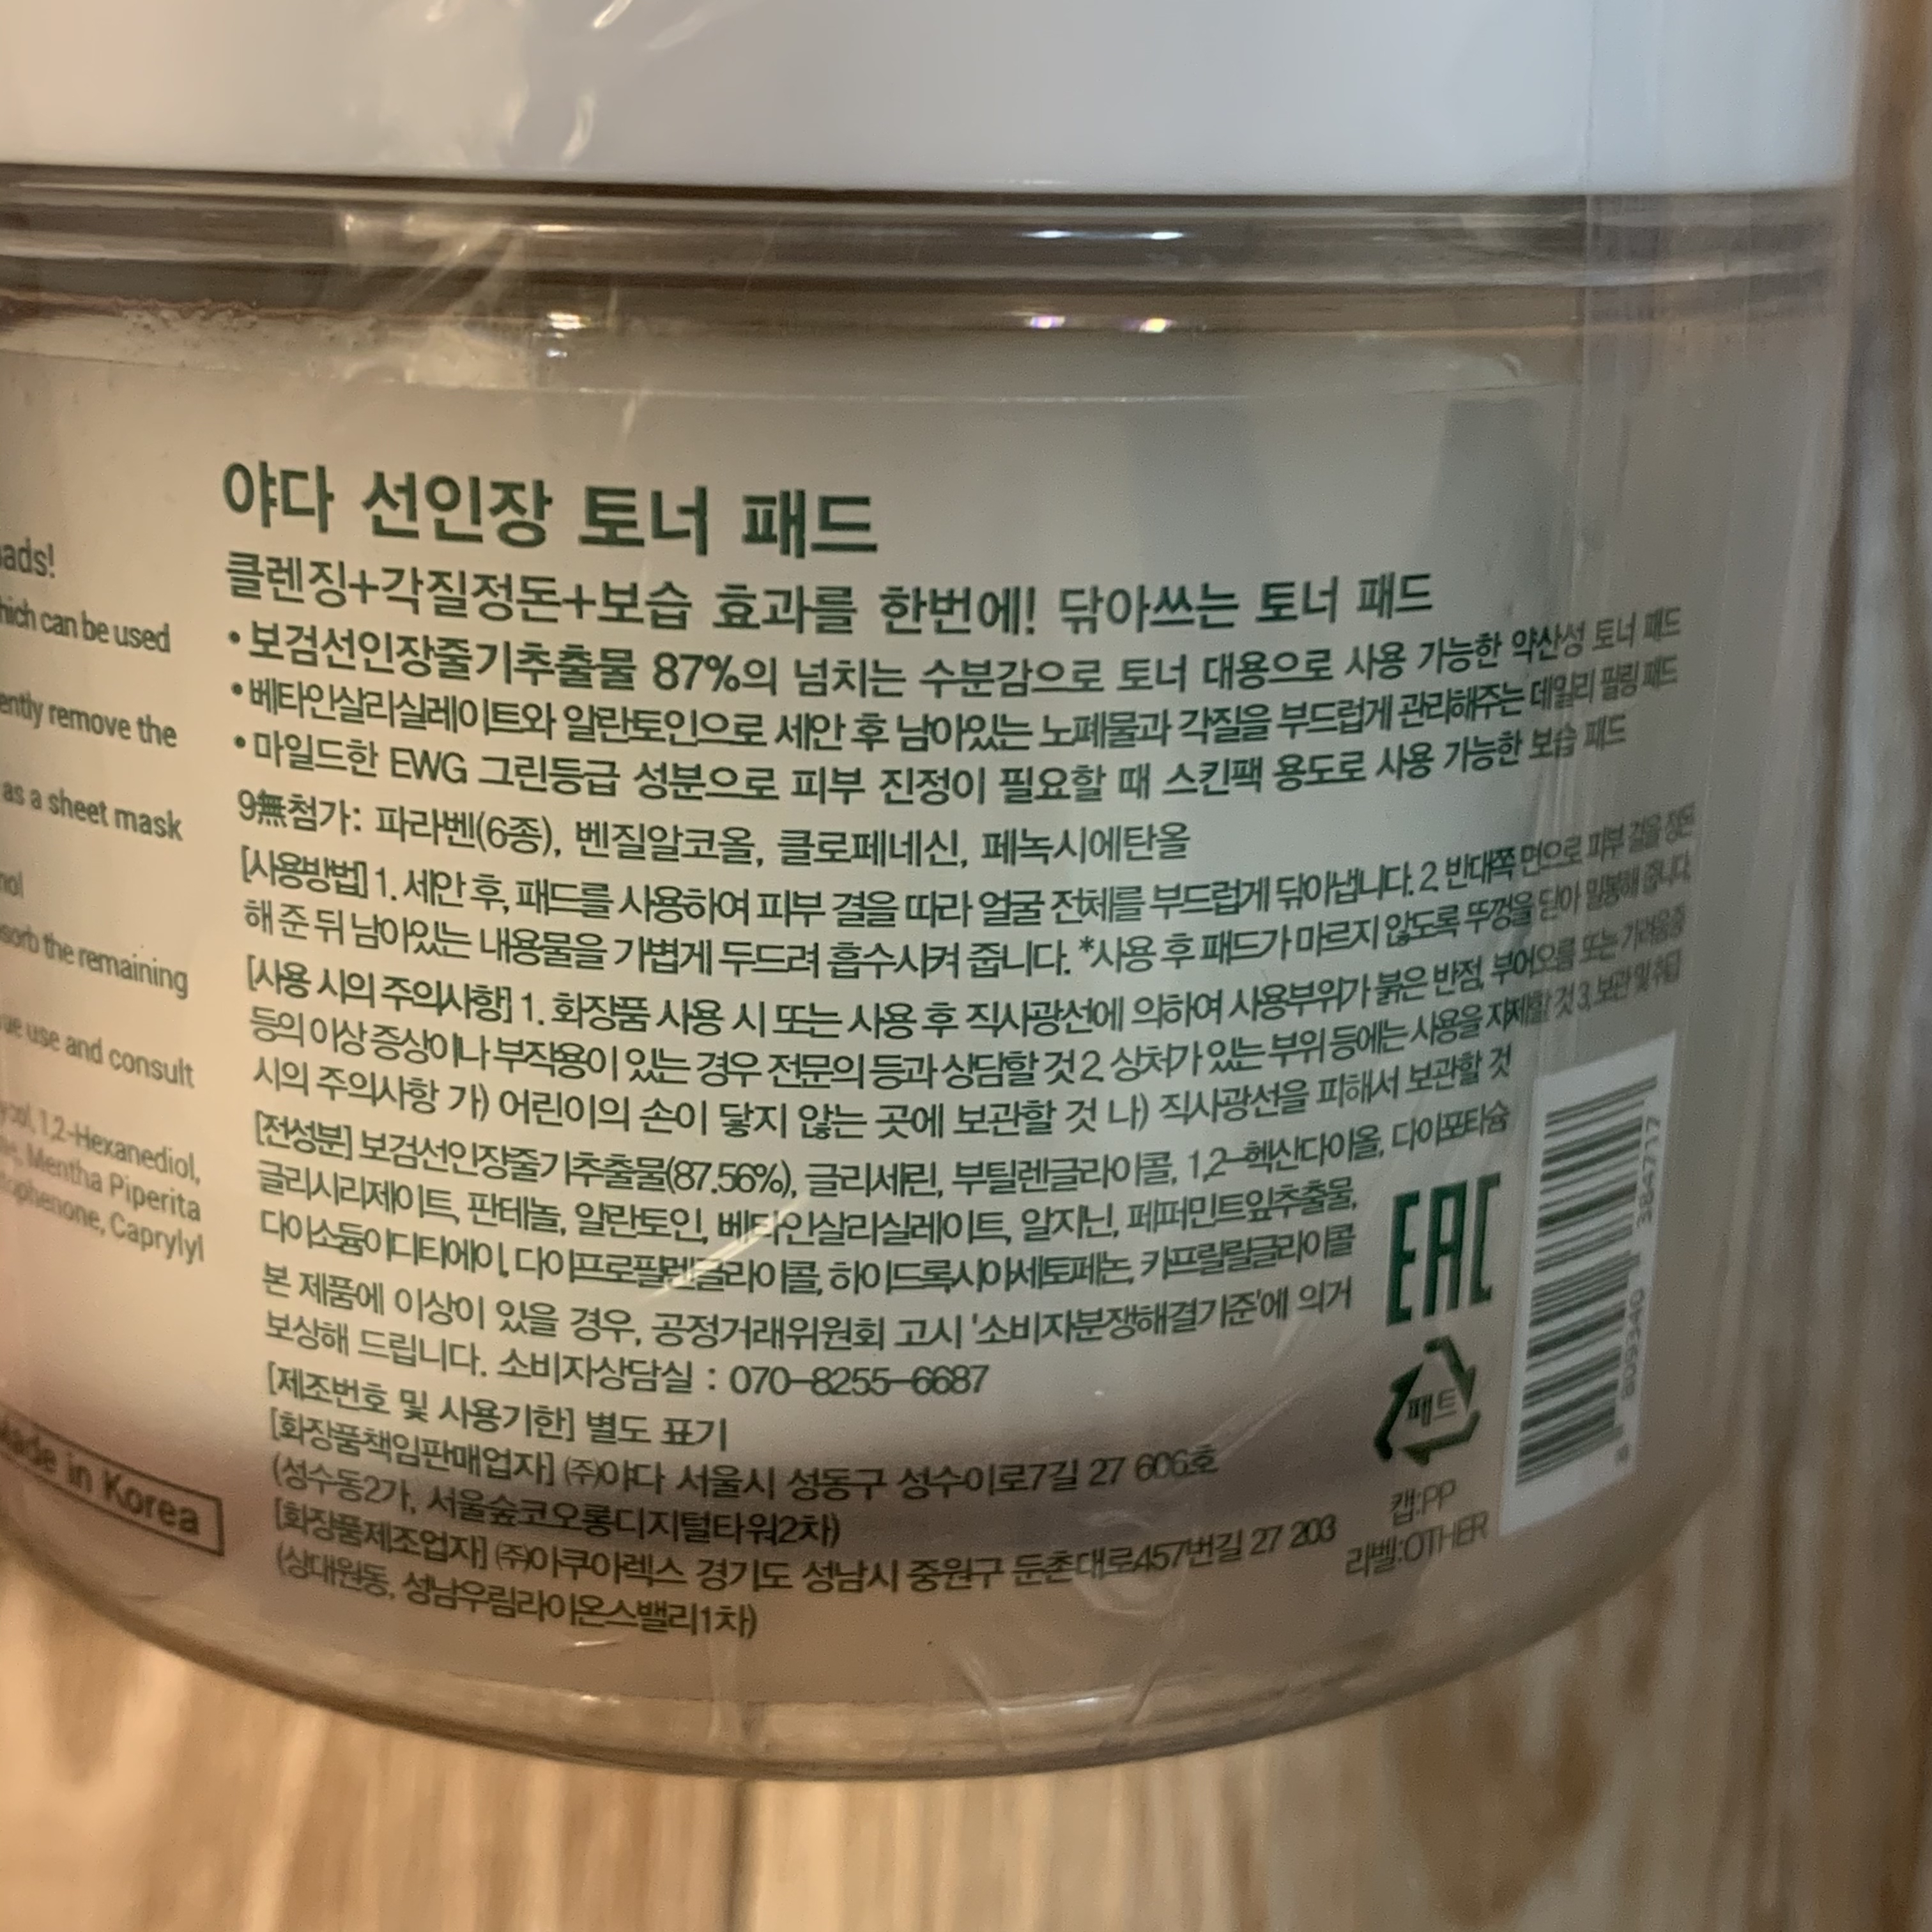 ads!
hich can be used
ently remove the
as a sheet mask
nol
sorb the remaining
ue use and consult
ycol, 1,2-Hexanediol,
Mentha Piperita
tophenone, Caprylyl
Made in Korea
야다 선인장 토너 패드
클렌징+각질정돈+보습 효과를 한번에! 닦아쓰는 토너 패드
• 보검선인장줄기추출물 87%의 넘치는 수분감으로 토너 대용으로 사용 가능한 약산성 토너 패드
• 베타인살리실레이트와 알란토인으로 세안 후 남아있는 노폐물과 각질을 부드럽게 관리해주는 데일리 필링 패드
• 마일드한 EWG 그린등급 성분으로 피부 진정이 필요할 때 스킨팩 용도로 사용 가능한 보습 패드
9無첨가: 파라벤(6종), 벤질알코올, 클로페네신, 페녹시에탄올
[사용방법] 1. 세안 후, 패드를 사용하여 피부 결을 따라 얼굴 전체를 부드럽게 닦아냅니다. 2. 반대쪽 면으로 피부 결을 정돈
해 준 뒤 남아있는 내용물을 가볍게 두드려 흡수시켜 줍니다. *사용 후 패드가 마르지 않도록 뚜껑을 닫아 밀봉해 줍니다.
[사용 시의 주의사항] 1. 화장품 사용 시 또는 사용 후 직사광선에 의하여 사용부위가 붉은 반점, 부어오름 또는 가려움증
등의 이상 증상이나 부작용이 있는 경우 전문의 등과 상담할 것 2. 상처가 있는 부위 등에는 사용을 자제할 것 3. 보관 및 취급
시의 주의사항 가) 어린이의 손이 닿지 않는 곳에 보관할 것 나) 직사광선을 피해서 보관할 것
[전성분] 보검선인장줄기추출물(87.56%), 글리세린, 부틸렌글라이콜, 1,2-헥산다이올, 다이포타슘
글리시리제이트, 판테놀, 알란토인, 베타인살리실레이트, 알지닌, 페퍼민트잎추출물,
다이소듐이디티에이, 다이프로필렌글라이콜, 하이드록시아세토페논, 카프릴릴글라이콜
본 제품에 이상이 있을 경우, 공정거래위원회 고시 '소비자분쟁해결기준'에 의거
보상해 드립니다. 소비자상담실 : 070-8255-6687
[제조번호 및 사용기한] 별도 표기
[화장품책임판매업자] ㈜야다 서울시 성동구 성수이로7길 27 606호
(성수동2가, 서울숲코오롱디지털타워2차)
[화장품제조업자] ㈜아쿠아렉스 경기도 성남시 중원구 둔촌대로457번길 27 203
(상대원동, 성남우림라이온스밸리1차)
EAC
페트
캡:PP
라벨:OTHER
8 809340 384717